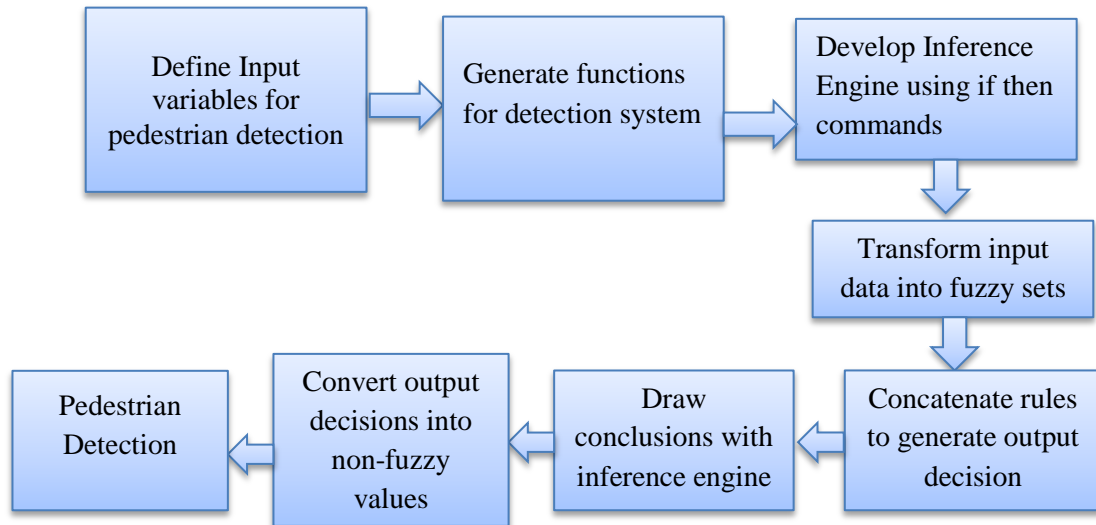 Define Input
variables for
pedestrian detection
Generate functions
for detection system
Develop Inference
Engine using if then
commands
Transform input
data into fuzzy sets
Concatenate rules
to generate output
decision
Draw
conclusions with
inference engine
Convert output
decisions into
non-fuzzy
values
Pedestrian
Detection